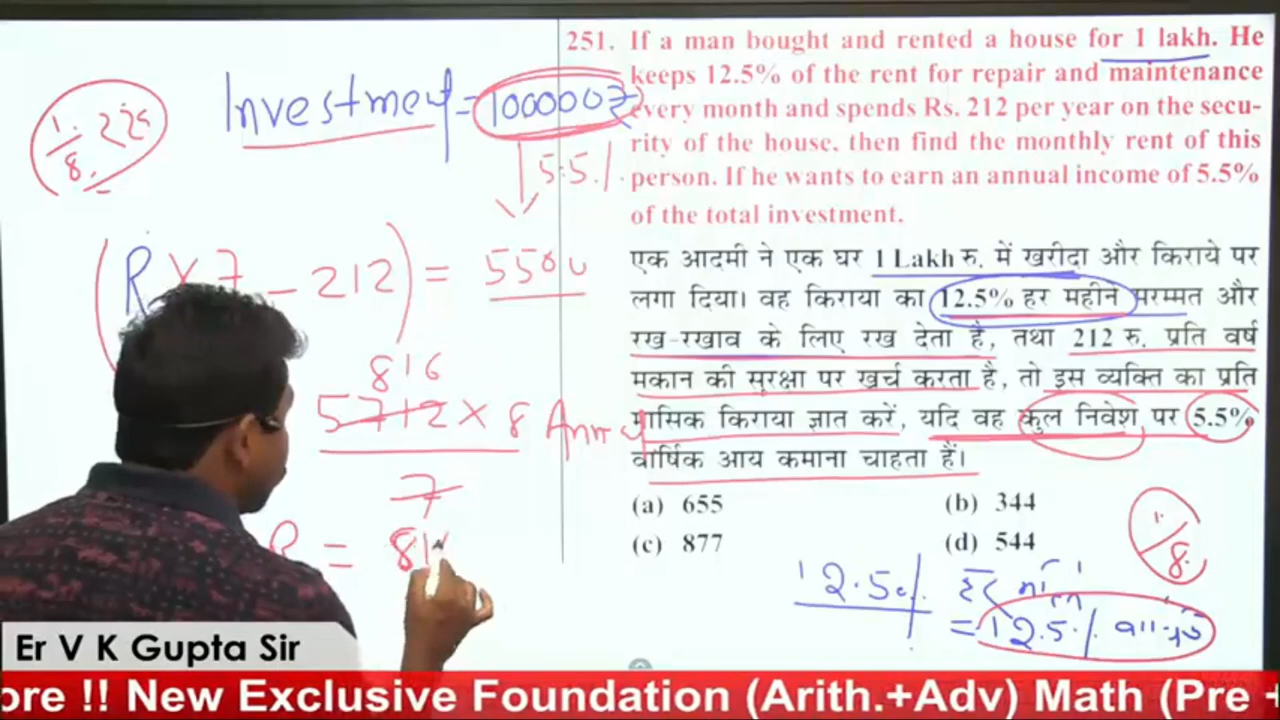 251. If a man bought and rented a house for 1 lakh. He
keeps 12.5% of the rent for repair and maintenance
every month and spends Rs. 212 per year on the secu-
rity of the house, then find the monthly rent of this
person. If he wants to earn an annual income of 5.5%
of the total investment.
एक आदमी ने एक घर 1 Lakh रु. में खरीदा और किराये पर
लगा दिया। वह किराया का 12.5% हर महीने मरम्मत और
रख-रखाव के लिए रख देता है, तथा 212 रु. प्रति वर्ष
मकान की सुरक्षा पर खर्च करता है, तो इस व्यक्ति का प्रति
मासिक किराया ज्ञात करें, यदि वह कुल निवेश पर 5.5%
वार्षिक आय कमाना चाहता हैं।
(a) 655
(b) 344
(c) 877
(d) 544
1/8
12.5% हर
= 12.5%
1/8
Investment = 100000₹
5.5%
(R × 7 - 212) = 5500
816
5712 × 8
7
R = 81
Er V K Gupta Sir
ore !! New Exclusive Foundation (Arith.+Adv) Math (Pre +